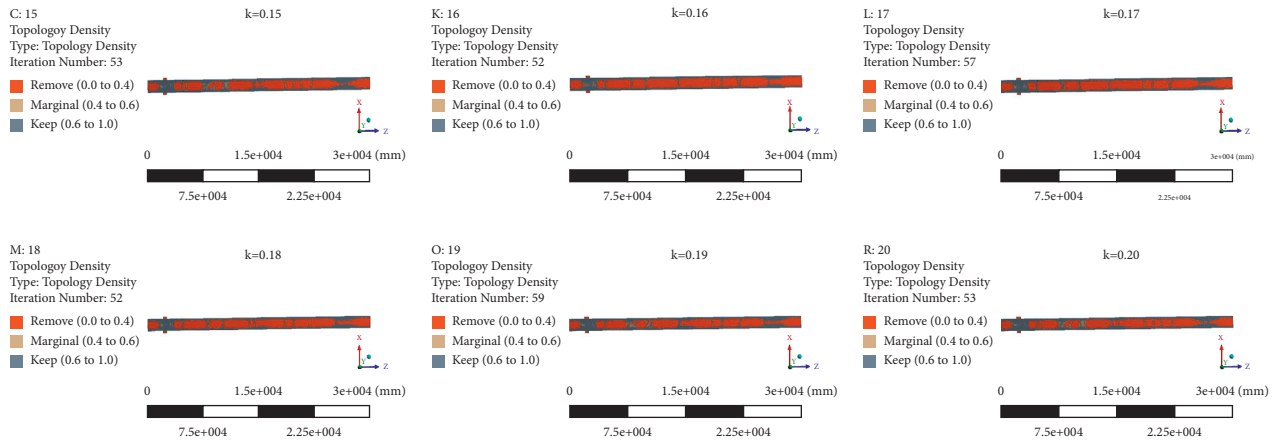 C: 15
Topologoy Density
Type: Topology Density
Iteration Number: 53
Remove (0.0 to 0.4)
Marginal (0.4 to 0.6)
Keep (0.6 to 1.0)
k=0.15
X
Y
Z
0
1.5e+004
3e+004 (mm)
7.5e+004
2.25e+004
K: 16
Topologoy Density
Type: Topology Density
Iteration Number: 52
Remove (0.0 to 0.4)
Marginal (0.4 to 0.6)
Keep (0.6 to 1.0)
k=0.16
X
Y
Z
0
1.5e+004
3e+004 (mm)
7.5e+004
2.25e+004
L: 17
Topologoy Density
Type: Topology Density
Iteration Number: 57
Remove (0.0 to 0.4)
Marginal (0.4 to 0.6)
Keep (0.6 to 1.0)
k=0.17
X
Y
Z
0
1.5e+004
3e+004 (mm)
7.5e+004
2.25e+004
M: 18
Topologoy Density
Type: Topology Density
Iteration Number: 52
Remove (0.0 to 0.4)
Marginal (0.4 to 0.6)
Keep (0.6 to 1.0)
k=0.18
X
Y
Z
0
1.5e+004
3e+004 (mm)
7.5e+004
2.25e+004
O: 19
Topologoy Density
Type: Topology Density
Iteration Number: 59
Remove (0.0 to 0.4)
Marginal (0.4 to 0.6)
Keep (0.6 to 1.0)
k=0.19
X
Y
Z
0
1.5e+004
3e+004 (mm)
7.5e+004
2.25e+004
R: 20
Topologoy Density
Type: Topology Density
Iteration Number: 53
Remove (0.0 to 0.4)
Marginal (0.4 to 0.6)
Keep (0.6 to 1.0)
k=0.20
X
Y
Z
0
1.5e+004
3e+004 (mm)
7.5e+004
2.25e+004